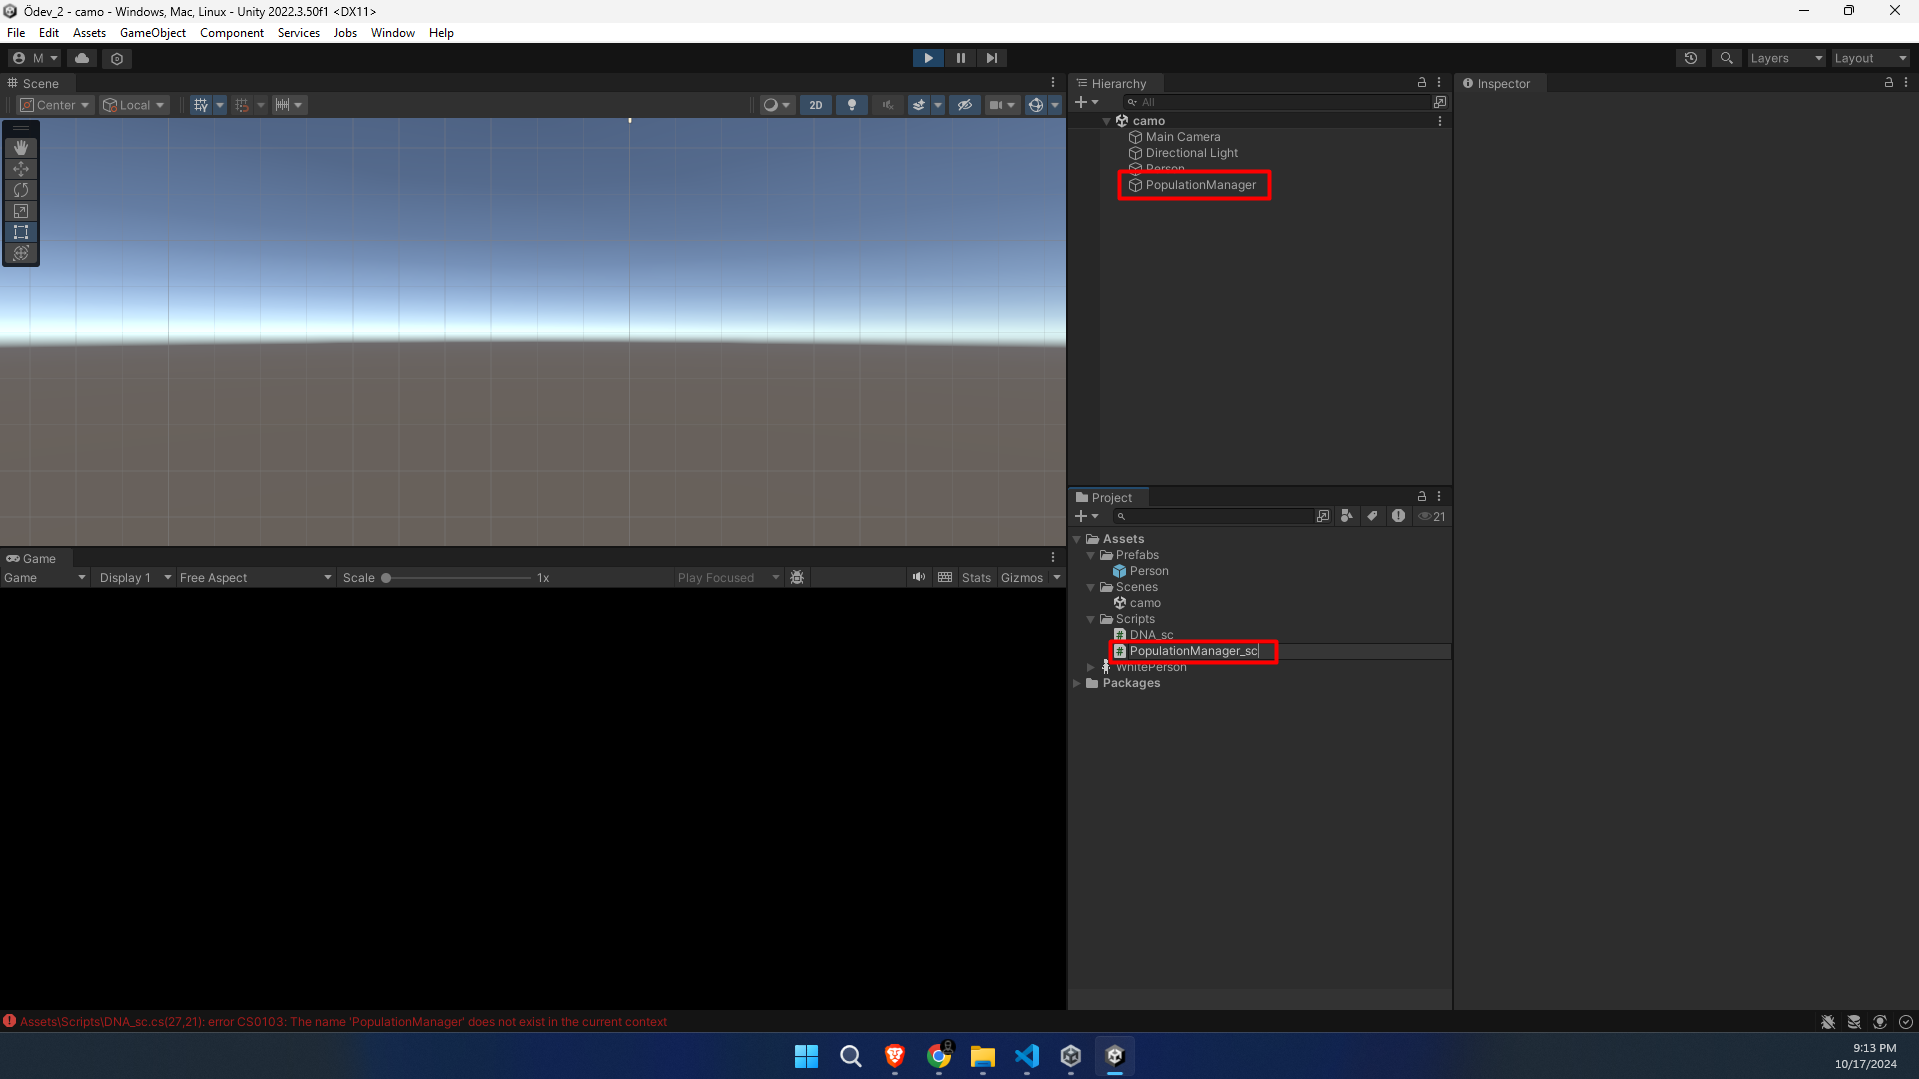 Ödev_2 - camo - Windows, Mac, Linux - Unity 2022.3.50f1 <DX11>
File Edit Assets GameObject Component Services Jobs Window Help
M
Layers
Layout
Scene
Center
Local
2D
Hierarchy
All
camo
Main Camera
Directional Light
Person
PopulationManager
Inspector
Project
21
Assets
Prefabs
Person
Scenes
camo
Scripts
DNA_sc
PopulationManager_sc
WhitePerson
Packages
Game
Game Display 1 Free Aspect Scale 1x Play Focused Stats Gizmos
Assets\Scripts\DNA_sc.cs(27,21): error CS0103: The name 'PopulationManager' does not exist in the current context
9:13 PM
10/17/2024